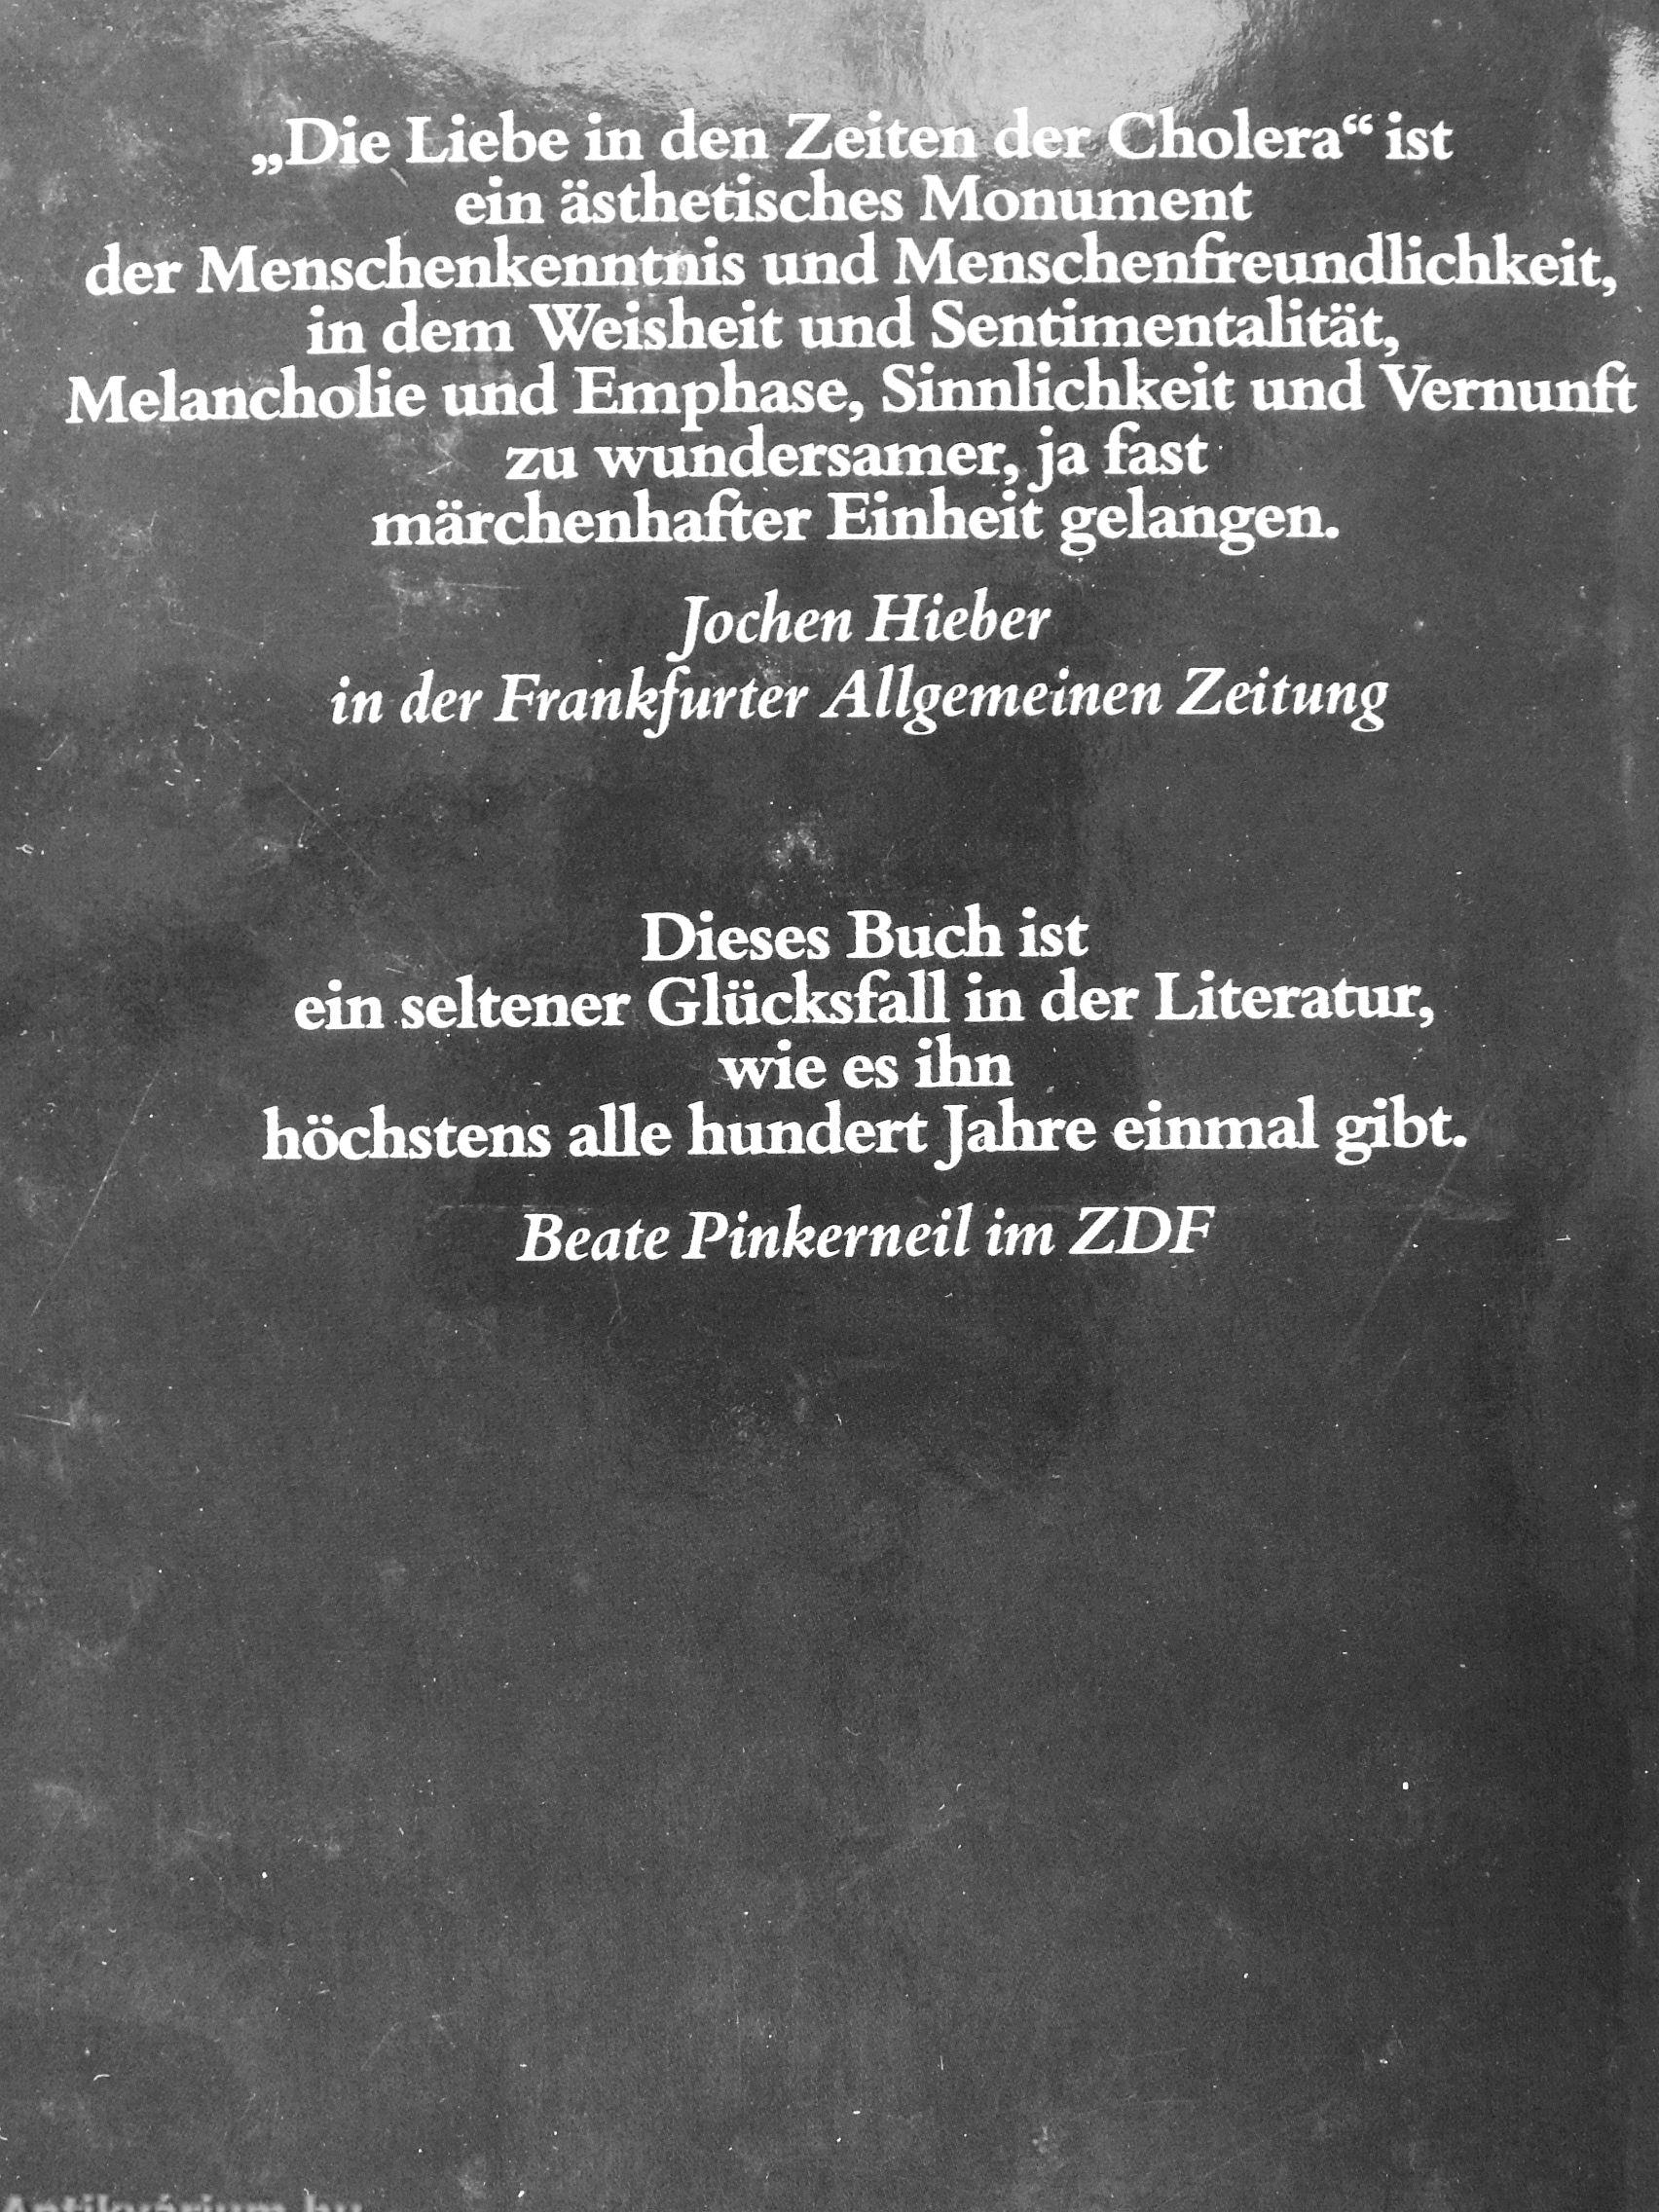 „Die Liebe in den Zeiten der Cholera“ ist
ein ästhetisches Monument
der Menschenkenntnis und Menschenfreundlichkeit,
in dem Weisheit und Sentimentalität,
Melancholie und Emphase, Sinnlichkeit und Vernunft
zu wundersamer, ja fast
märchenhafter Einheit gelangen.
Jochen Hieber
in der Frankfurter Allgemeinen Zeitung
Dieses Buch ist
ein seltener Glücksfall in der Literatur,
wie es ihn
höchstens alle hundert Jahre einmal gibt.
Beate Pinkerneil im ZDF
Antikvárium.hu